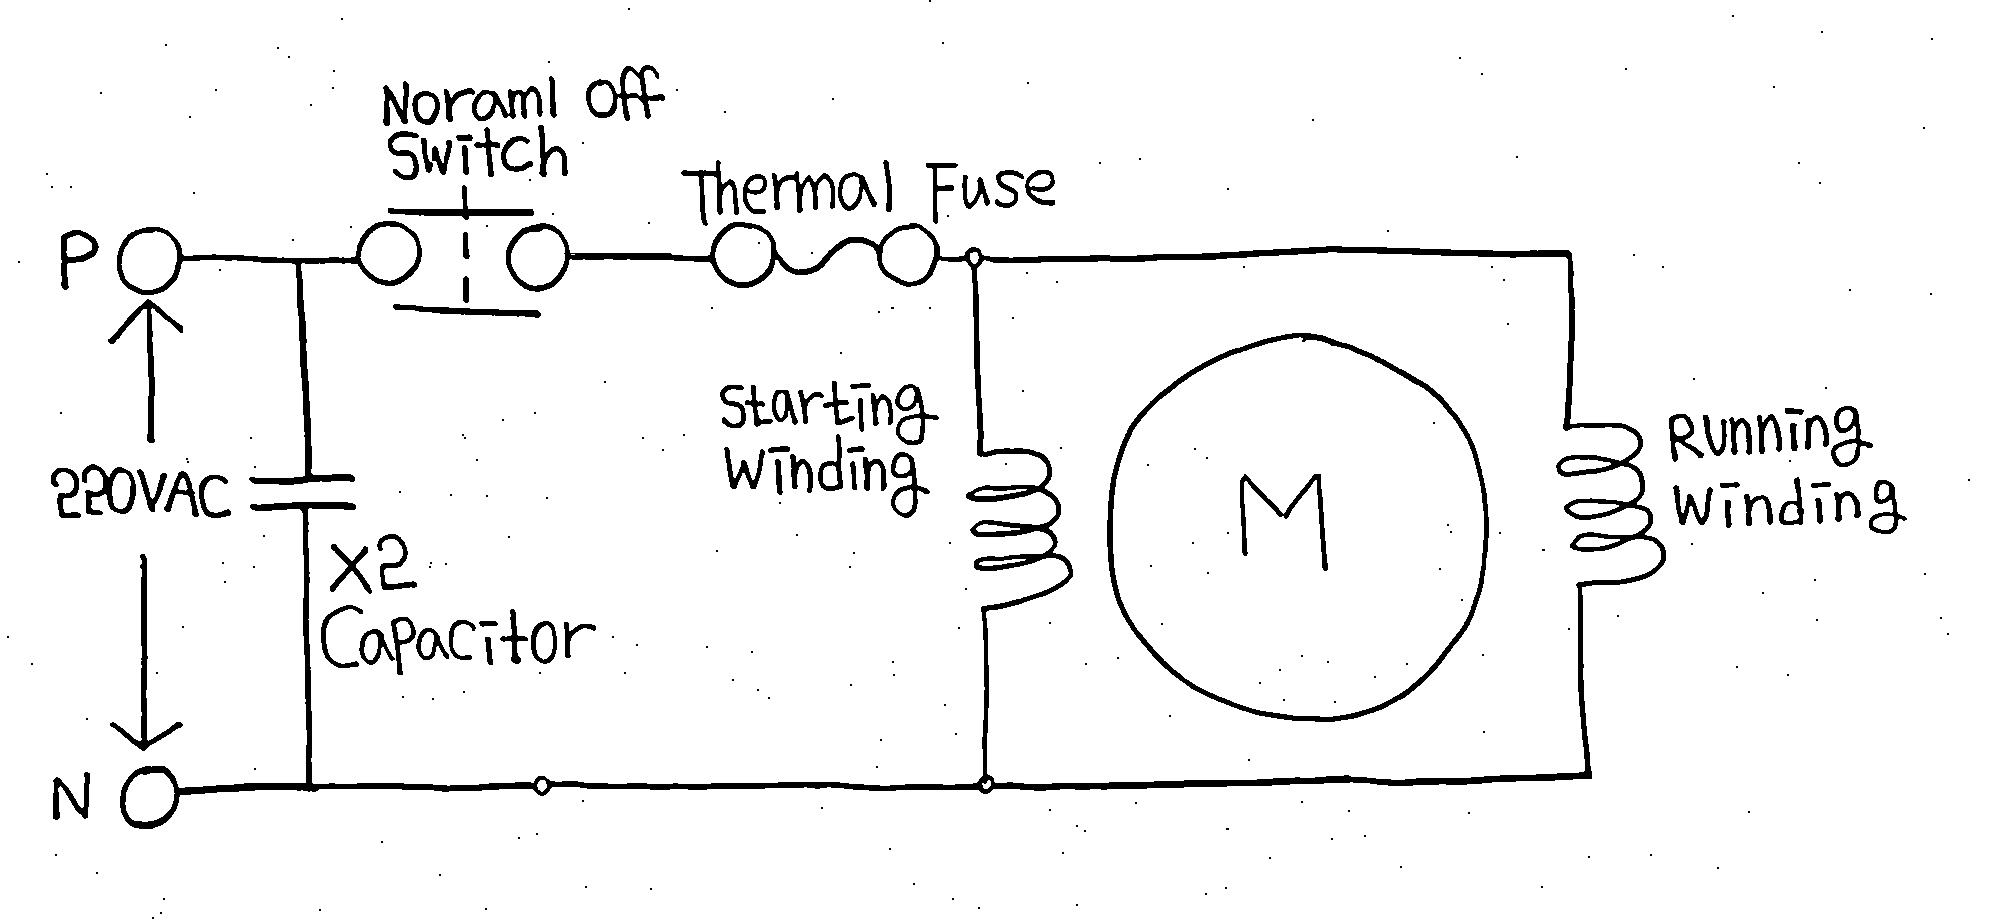 Noraml Off
Switch
Thermal Fuse
P
Starting
Winding
Running
Winding
220VAC
M
X2
Capacitor
N